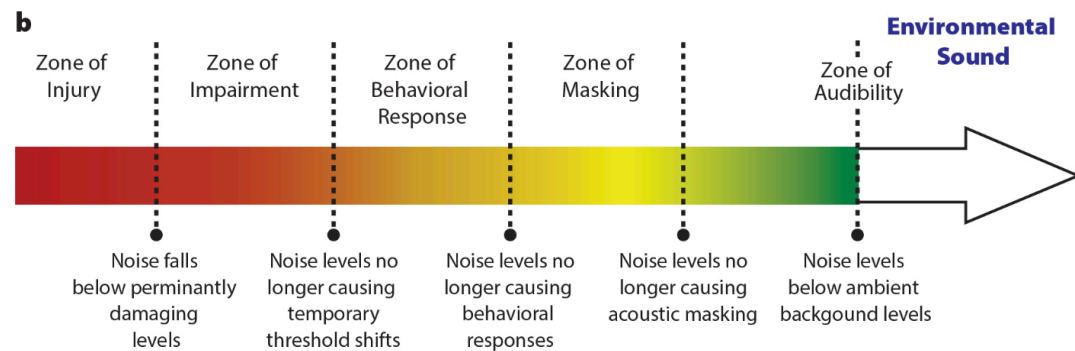 b
Environmental
Sound
Zone of
Injury
Zone of
Impairment
Zone of
Behavioral
Response
Zone of
Masking
Zone of
Audibility
Noise falls
below perminantly
damaging
levels
Noise levels no
longer causing
temporary
threshold shifts
Noise levels no
longer causing
behavioral
responses
Noise levels no
longer causing
acoustic masking
Noise levels
below ambient
backgound levels